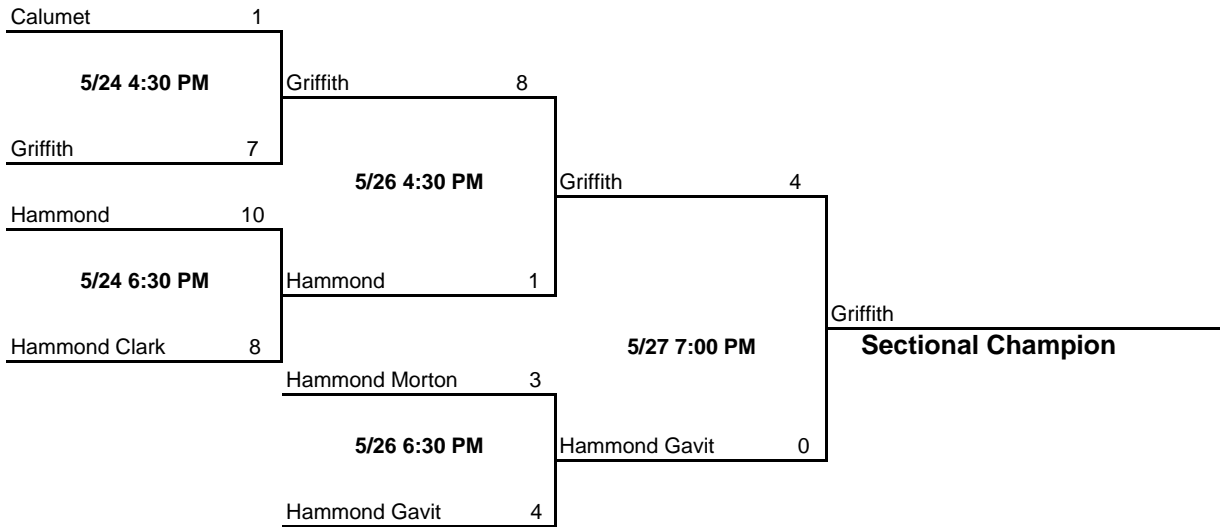 Calumet 1
5/24 4:30 PM
Griffith 8
Griffith 7
5/26 4:30 PM
Griffith 4
Hammond 10
5/24 6:30 PM
Hammond 1
Griffith
Hammond Clark 8
5/27 7:00 PM
Sectional Champion
Hammond Morton 3
5/26 6:30 PM
Hammond Gavit 0
Hammond Gavit 4